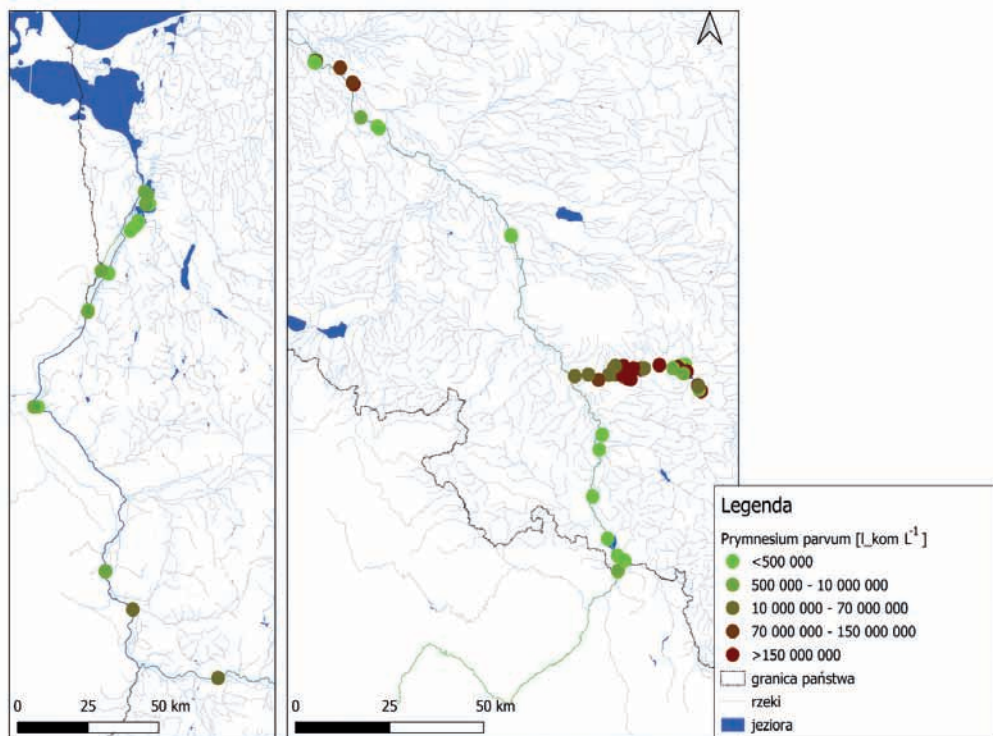 0 25 50 km
0 25 50 km
Legenda
Prymnesium parvum [l_kom L⁻¹ ]
<500 000
500 000 - 10 000 000
10 000 000 - 70 000 000
70 000 000 - 150 000 000
>150 000 000
granica państwa
rzeki
jeziora